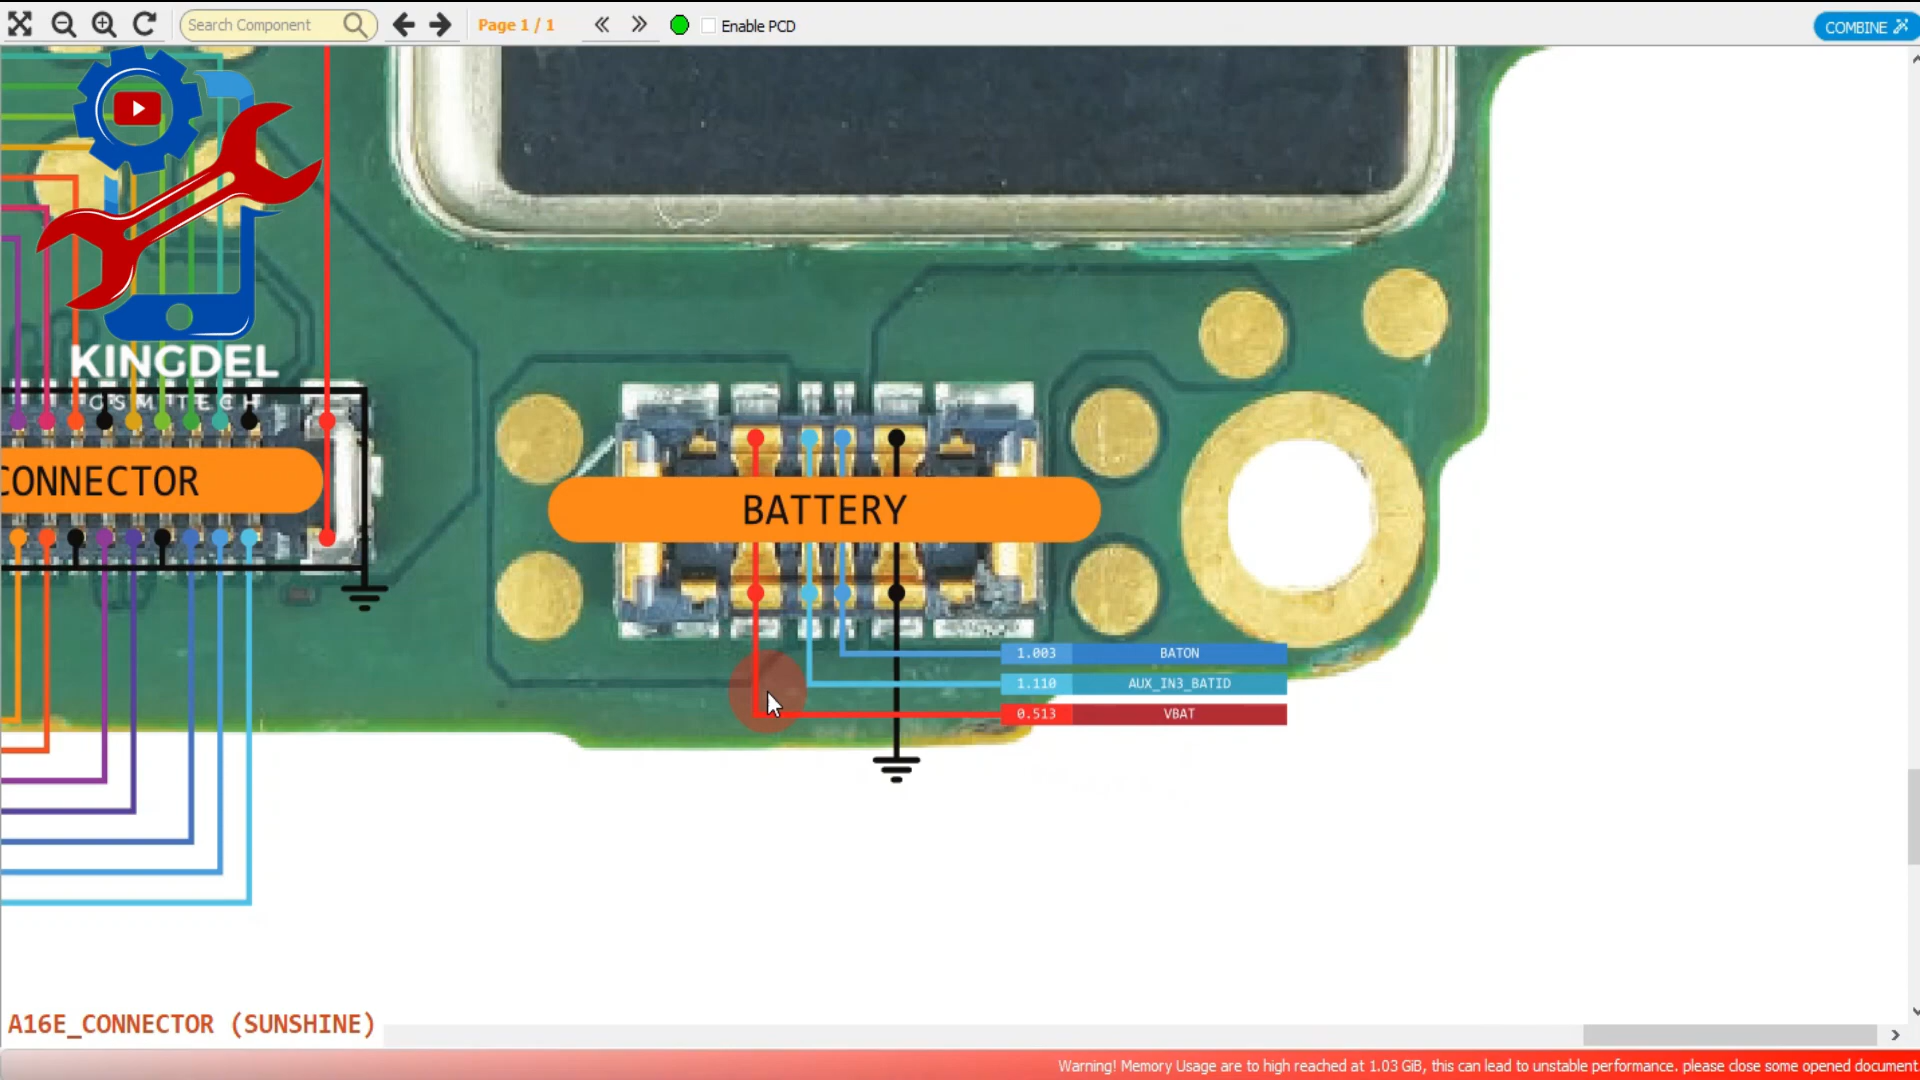 Search Component
Page 1 / 1
Enable PCD
COMBINE
KINGDEL
GSM TECH
CONNECTOR
BATTERY
1.003 BATON
1.110 AUX_IN3_BATID
0.513 VBAT
A16E_CONNECTOR (SUNSHINE)
Warning! Memory Usage are to high reached at 1.03 GiB, this can lead to unstable performance. please close some opened document